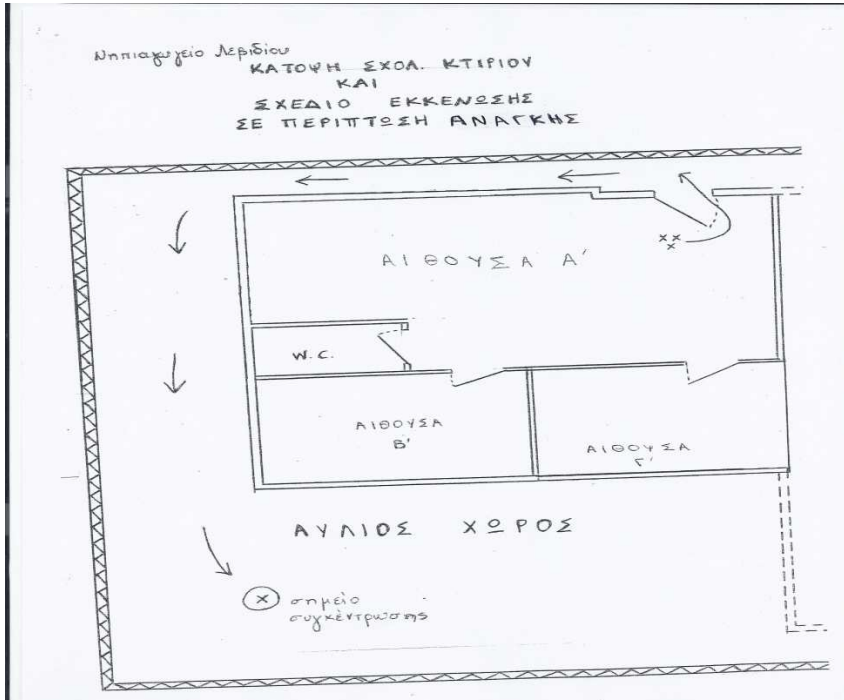 Νηπιαγωγείο Λεβιδίου
ΚΑΤΟΨΗ ΣΧΟΛ. ΚΤΙΡΙΟΥ
ΚΑΙ
ΣΧΕΔΙΟ ΕΚΚΕΝΩΣΗΣ
ΣΕ ΠΕΡΙΠΤΩΣΗ ΑΝΑΓΚΗΣ
ΑΙΘΟΥΣΑ Α'
W.C.
ΑΙΘΟΥΣΑ
Β'
ΑΙΘΟΥΣΑ
Γ'
ΑΥΛΙΟΣ ΧΩΡΟΣ
σημείο
συγκέντρωσης